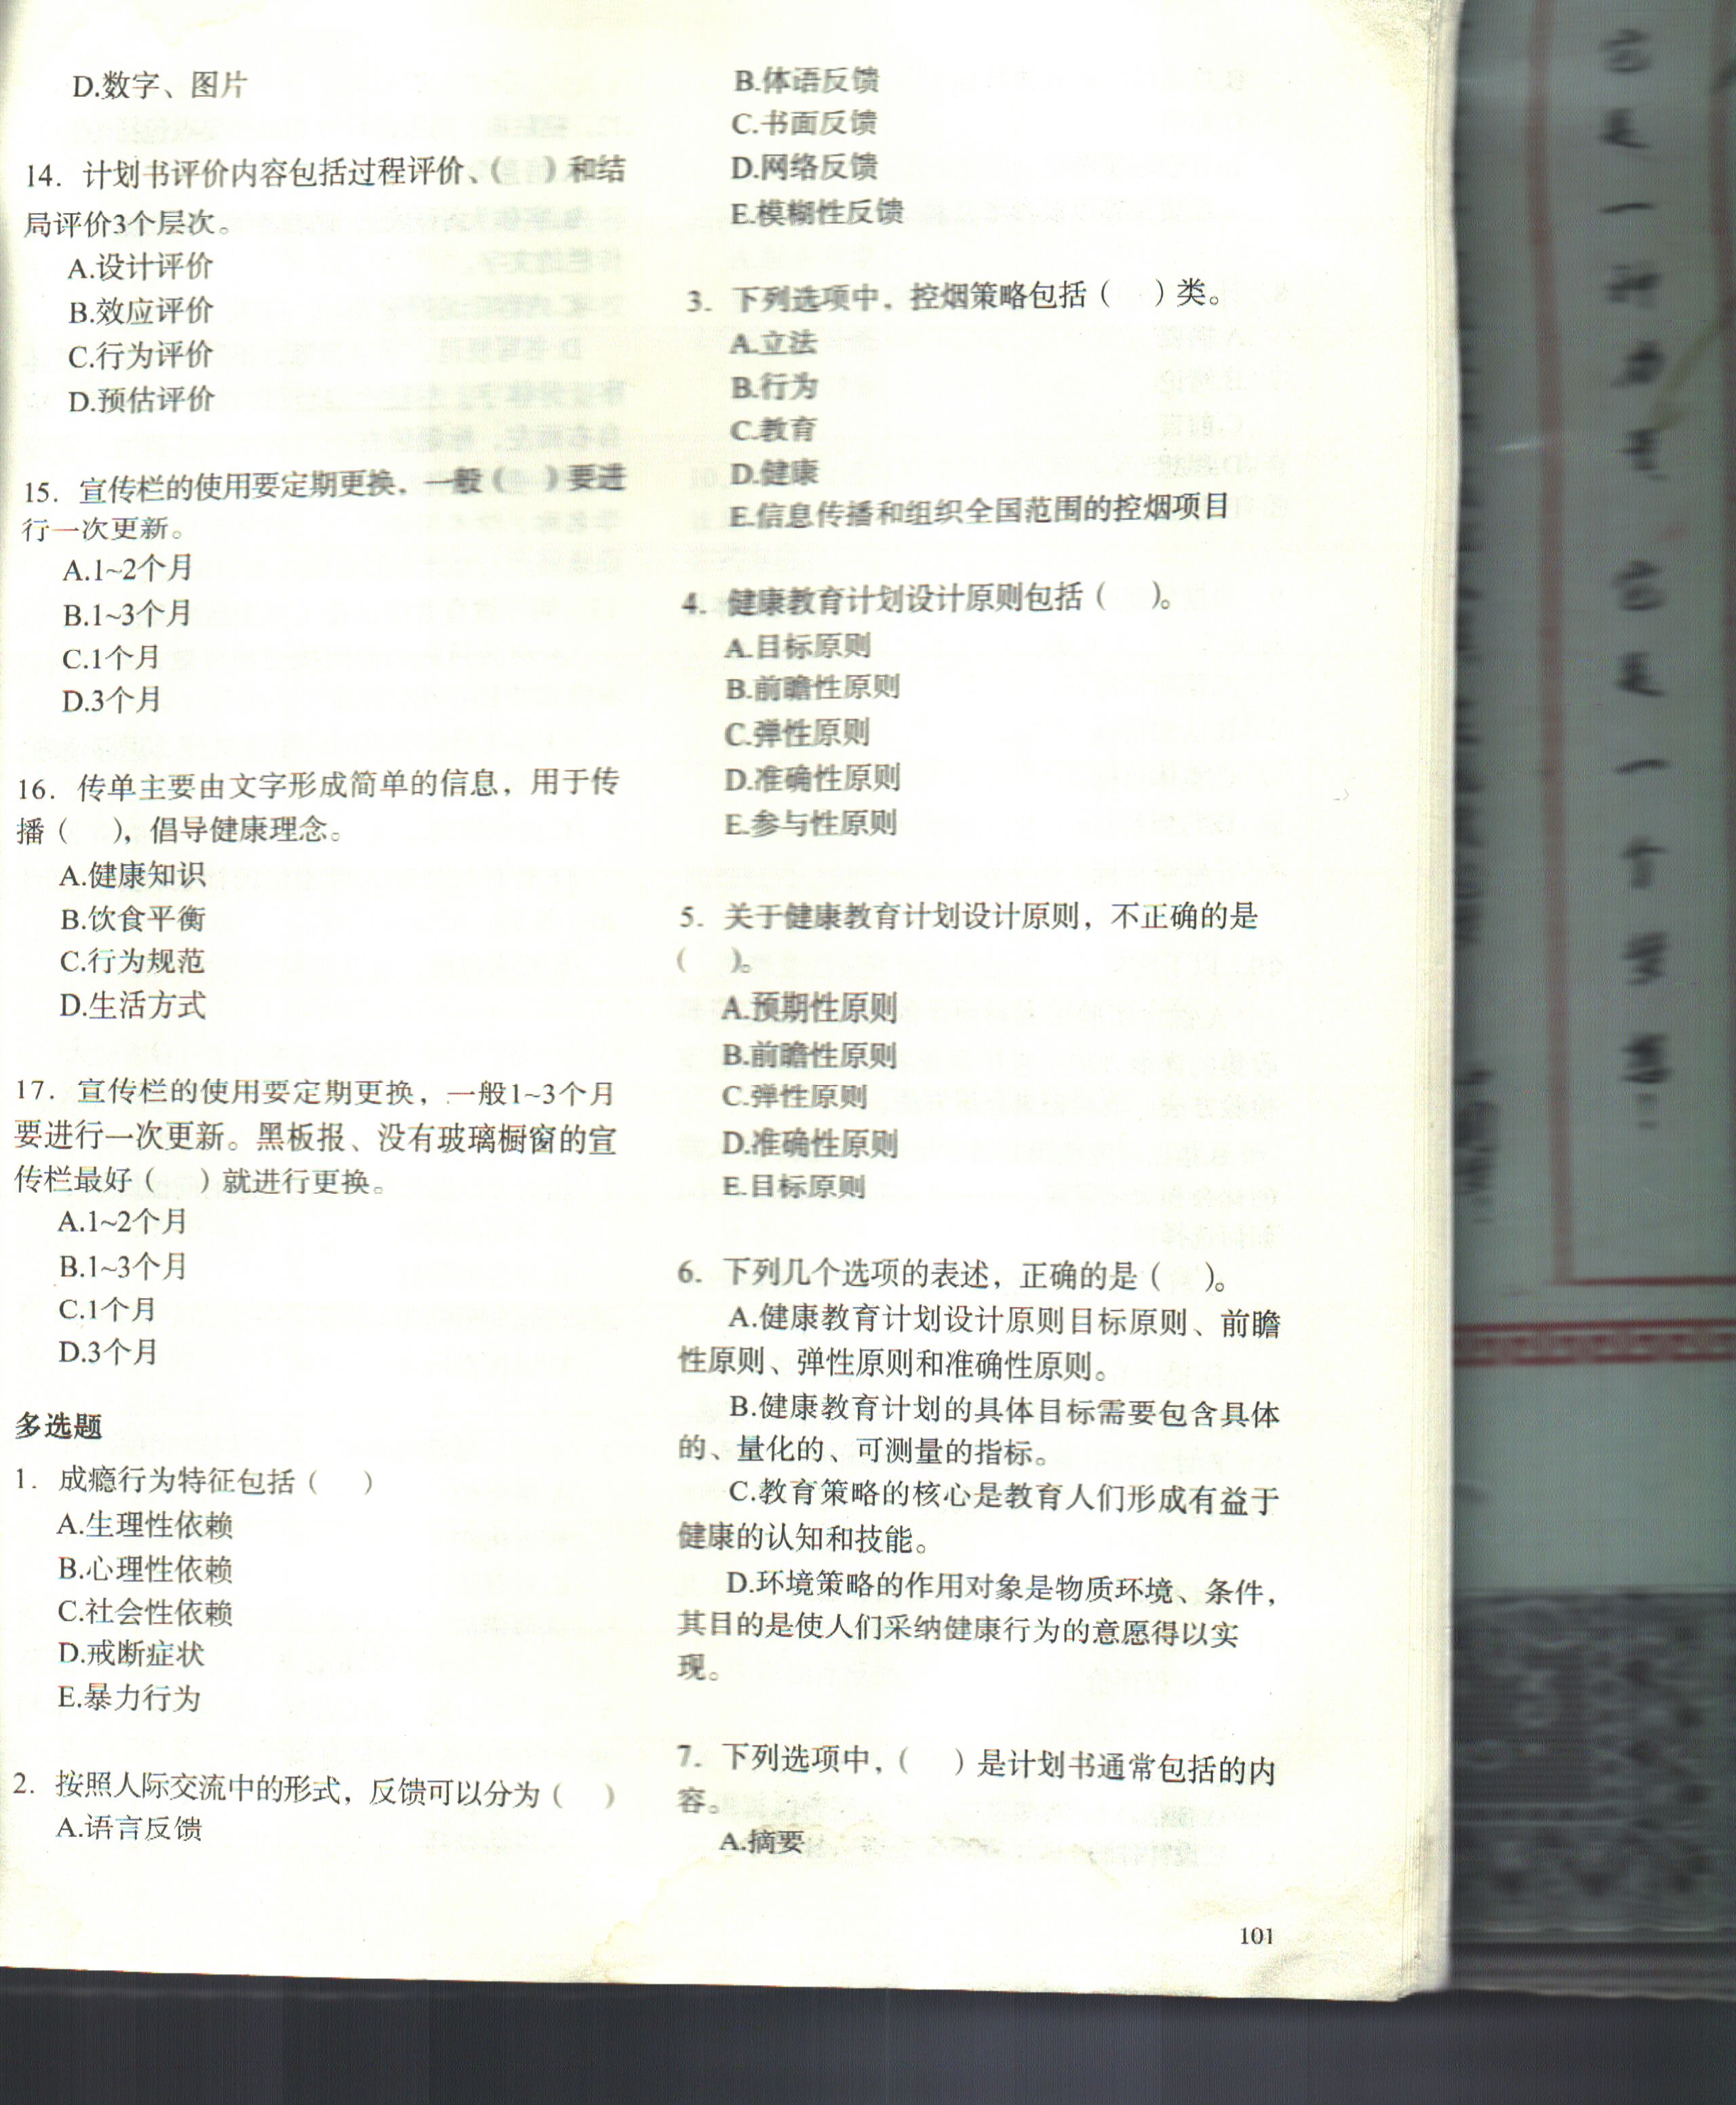 D.数字、图片
14. 计划书评价内容包括过程评价、( )和结
局评价3个层次。
A.设计评价
B.效应评价
C.行为评价
D.预估评价
15. 宣传栏的使用要定期更换，一般( )要进
行一次更新。
A.1~2个月
B.1~3个月
C.1个月
D.3个月
16. 传单主要由文字形成简单的信息，用于传
播( )，倡导健康理念。
A.健康知识
B.饮食平衡
C.行为规范
D.生活方式
17. 宣传栏的使用要定期更换，一般1~3个月
要进行一次更新。黑板报、没有玻璃橱窗的宣
传栏最好( )就进行更换。
A.1~2个月
B.1~3个月
C.1个月
D.3个月
多选题
1. 成瘾行为特征包括( )
A.生理性依赖
B.心理性依赖
C.社会性依赖
D.戒断症状
E.暴力行为
2. 按照人际交流中的形式，反馈可以分为( )
A.语言反馈
B.体语反馈
C.书面反馈
D.网络反馈
E.模糊性反馈
3. 下列选项中，控烟策略包括( )类。
A.立法
B.行为
C.教育
D.健康
E.信息传播和组织全国范围的控烟项目
4. 健康教育计划设计原则包括( )。
A.目标原则
B.前瞻性原则
C.弹性原则
D.准确性原则
E.参与性原则
5. 关于健康教育计划设计原则，不正确的是
( )。
A.预期性原则
B.前瞻性原则
C.弹性原则
D.准确性原则
E.目标原则
6. 下列几个选项的表述，正确的是( )。
A.健康教育计划设计原则目标原则、前瞻
性原则、弹性原则和准确性原则。
B.健康教育计划的具体目标需要包含具体
的、量化的、可测量的指标。
C.教育策略的核心是教育人们形成有益于
健康的认知和技能。
D.环境策略的作用对象是物质环境、条件，
其目的是使人们采纳健康行为的意愿得以实
现。
7. 下列选项中，( )是计划书通常包括的内
容。
A.摘要
101